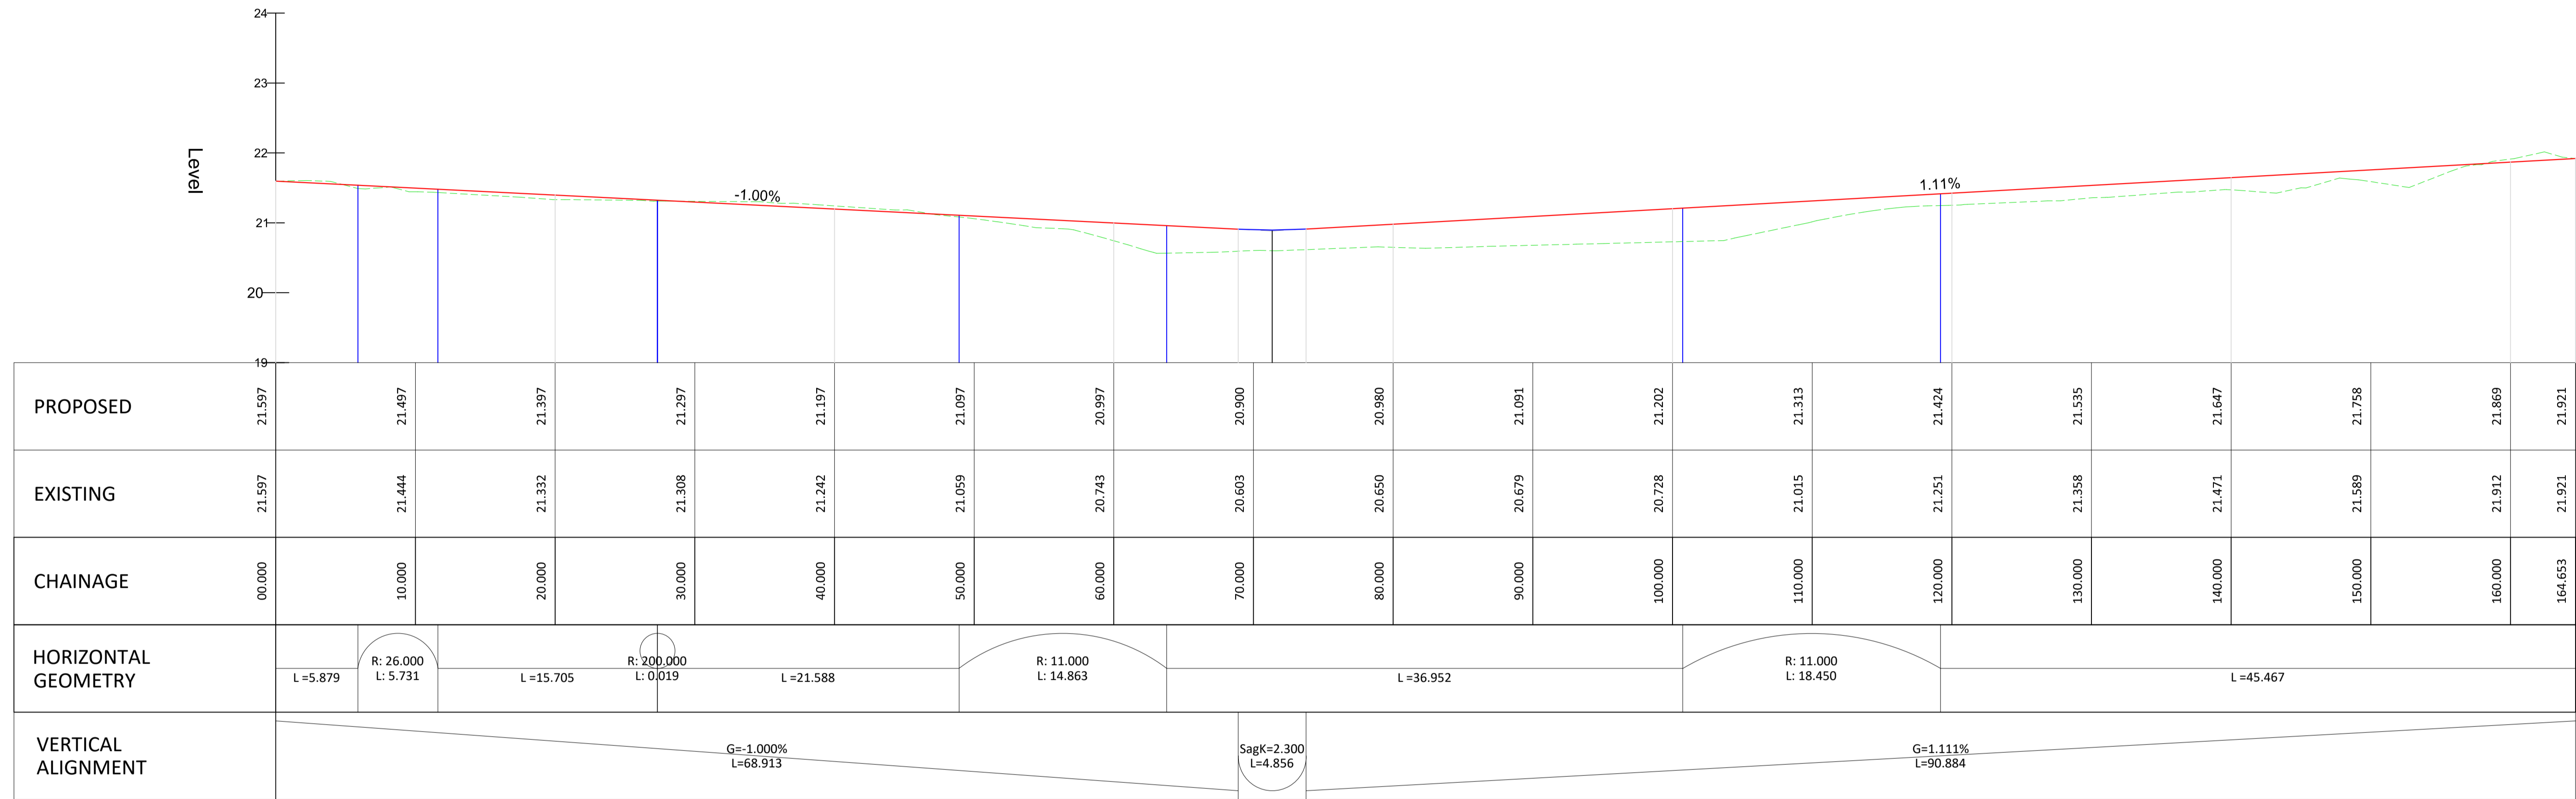 24
23
22
21
20
19
Level
-1.00%
1.11%
PROPOSED
21.597
21.497
21.397
21.297
21.197
21.097
20.997
20.900
20.980
21.091
21.202
21.313
21.424
21.535
21.647
21.758
21.869
21.921
EXISTING
21.597
21.444
21.332
21.308
21.242
21.059
20.743
20.603
20.650
20.679
20.728
21.015
21.251
21.358
21.471
21.589
21.912
21.921
CHAINAGE
00.000
10.000
20.000
30.000
40.000
50.000
60.000
70.000
80.000
90.000
100.000
110.000
120.000
130.000
140.000
150.000
160.000
164.653
HORIZONTAL
GEOMETRY
L =5.879
R: 26.000
L: 5.731
L =15.705
R: 200.000
L: 0.019
L =21.588
R: 11.000
L: 14.863
L =36.952
R: 11.000
L: 18.450
L =45.467
VERTICAL
ALIGNMENT
G=-1.000%
L=68.913
SagK=2.300
L=4.856
G=1.111%
L=90.884